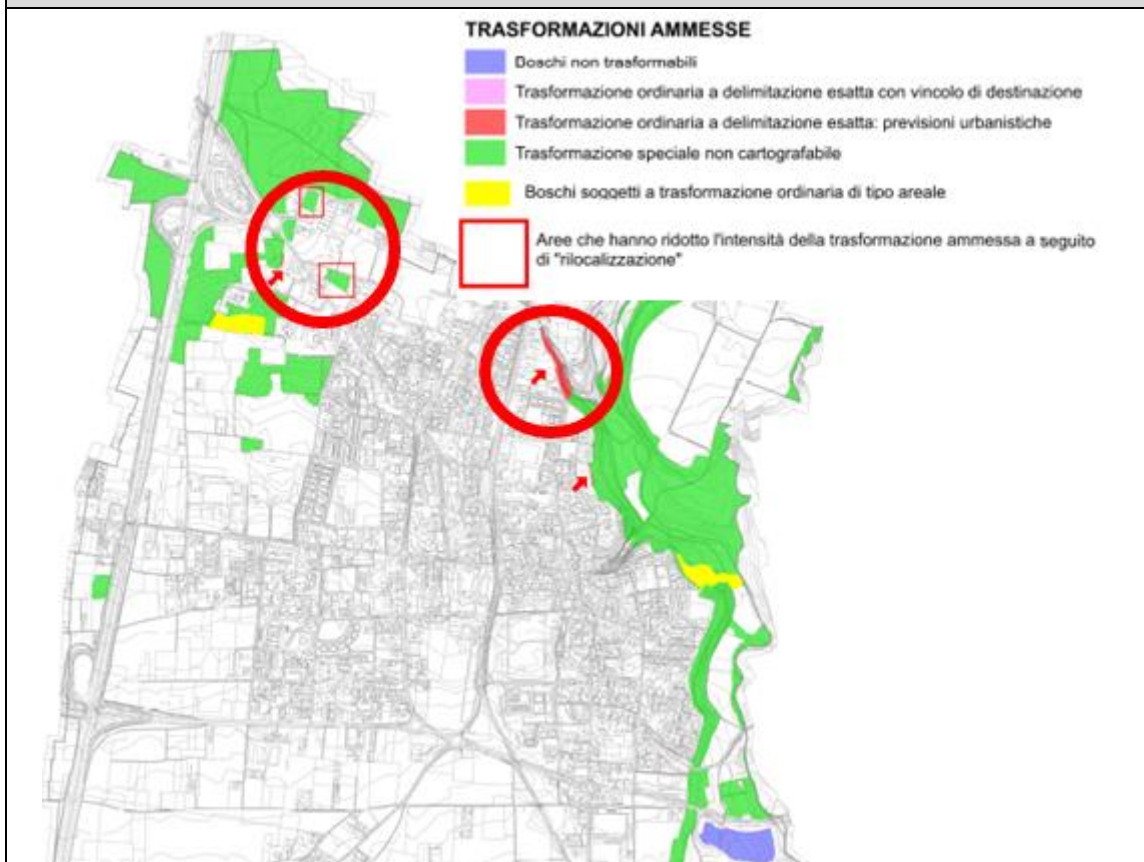 TRASFORMAZIONI AMMESSE
Boschi non trasformabili
Trasformazione ordinaria a delimitazione esatta con vincolo di destinazione
Trasformazione ordinaria a delimitazione esatta: previsioni urbanistiche
Trasformazione speciale non cartografabile
Boschi soggetti a trasformazione ordinaria di tipo areale
Aree che hanno ridotto l'intensità della trasformazione ammessa a seguito
di "rilocalizzazione"